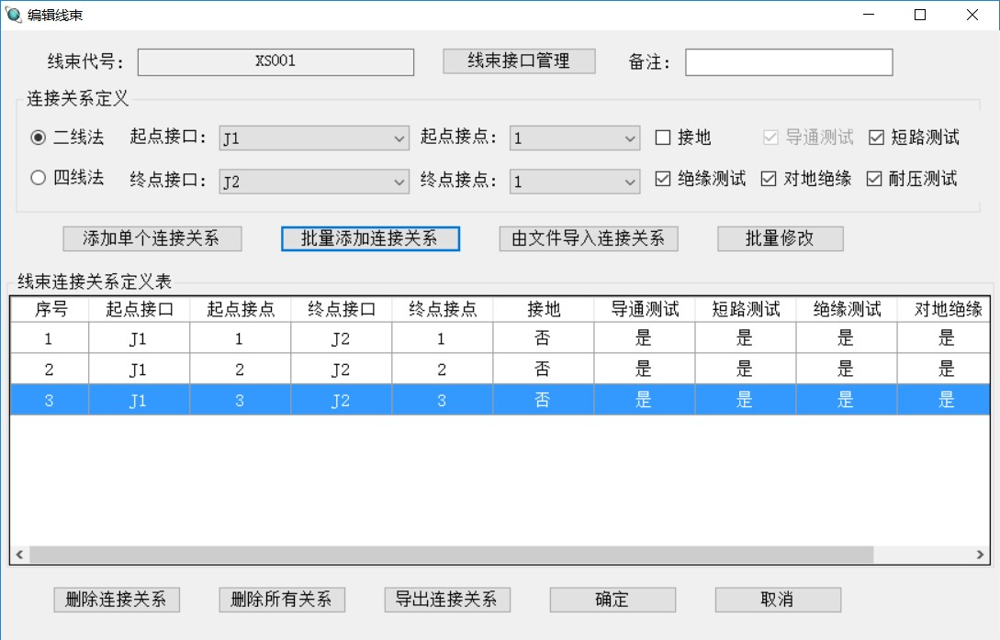 编辑线束
线束代号： XS001 线束接口管理 备注：
连接关系定义
二线法 起点接口： J1 起点接点： 1 接地 导通测试 短路测试
四线法 终点接口： J2 终点接点： 1 绝缘测试 对地绝缘 耐压测试
添加单个连接关系 批量添加连接关系 由文件导入连接关系 批量修改
线束连接关系定义表
序号 起点接口 起点接点 终点接口 终点接点 接地 导通测试 短路测试 绝缘测试 对地绝缘
1 J1 1 J2 1 否 是 是 是 是
2 J1 2 J2 2 否 是 是 是 是
3 J1 3 J2 3 否 是 是 是 是
删除连接关系 删除所有关系 导出连接关系 确定 取消